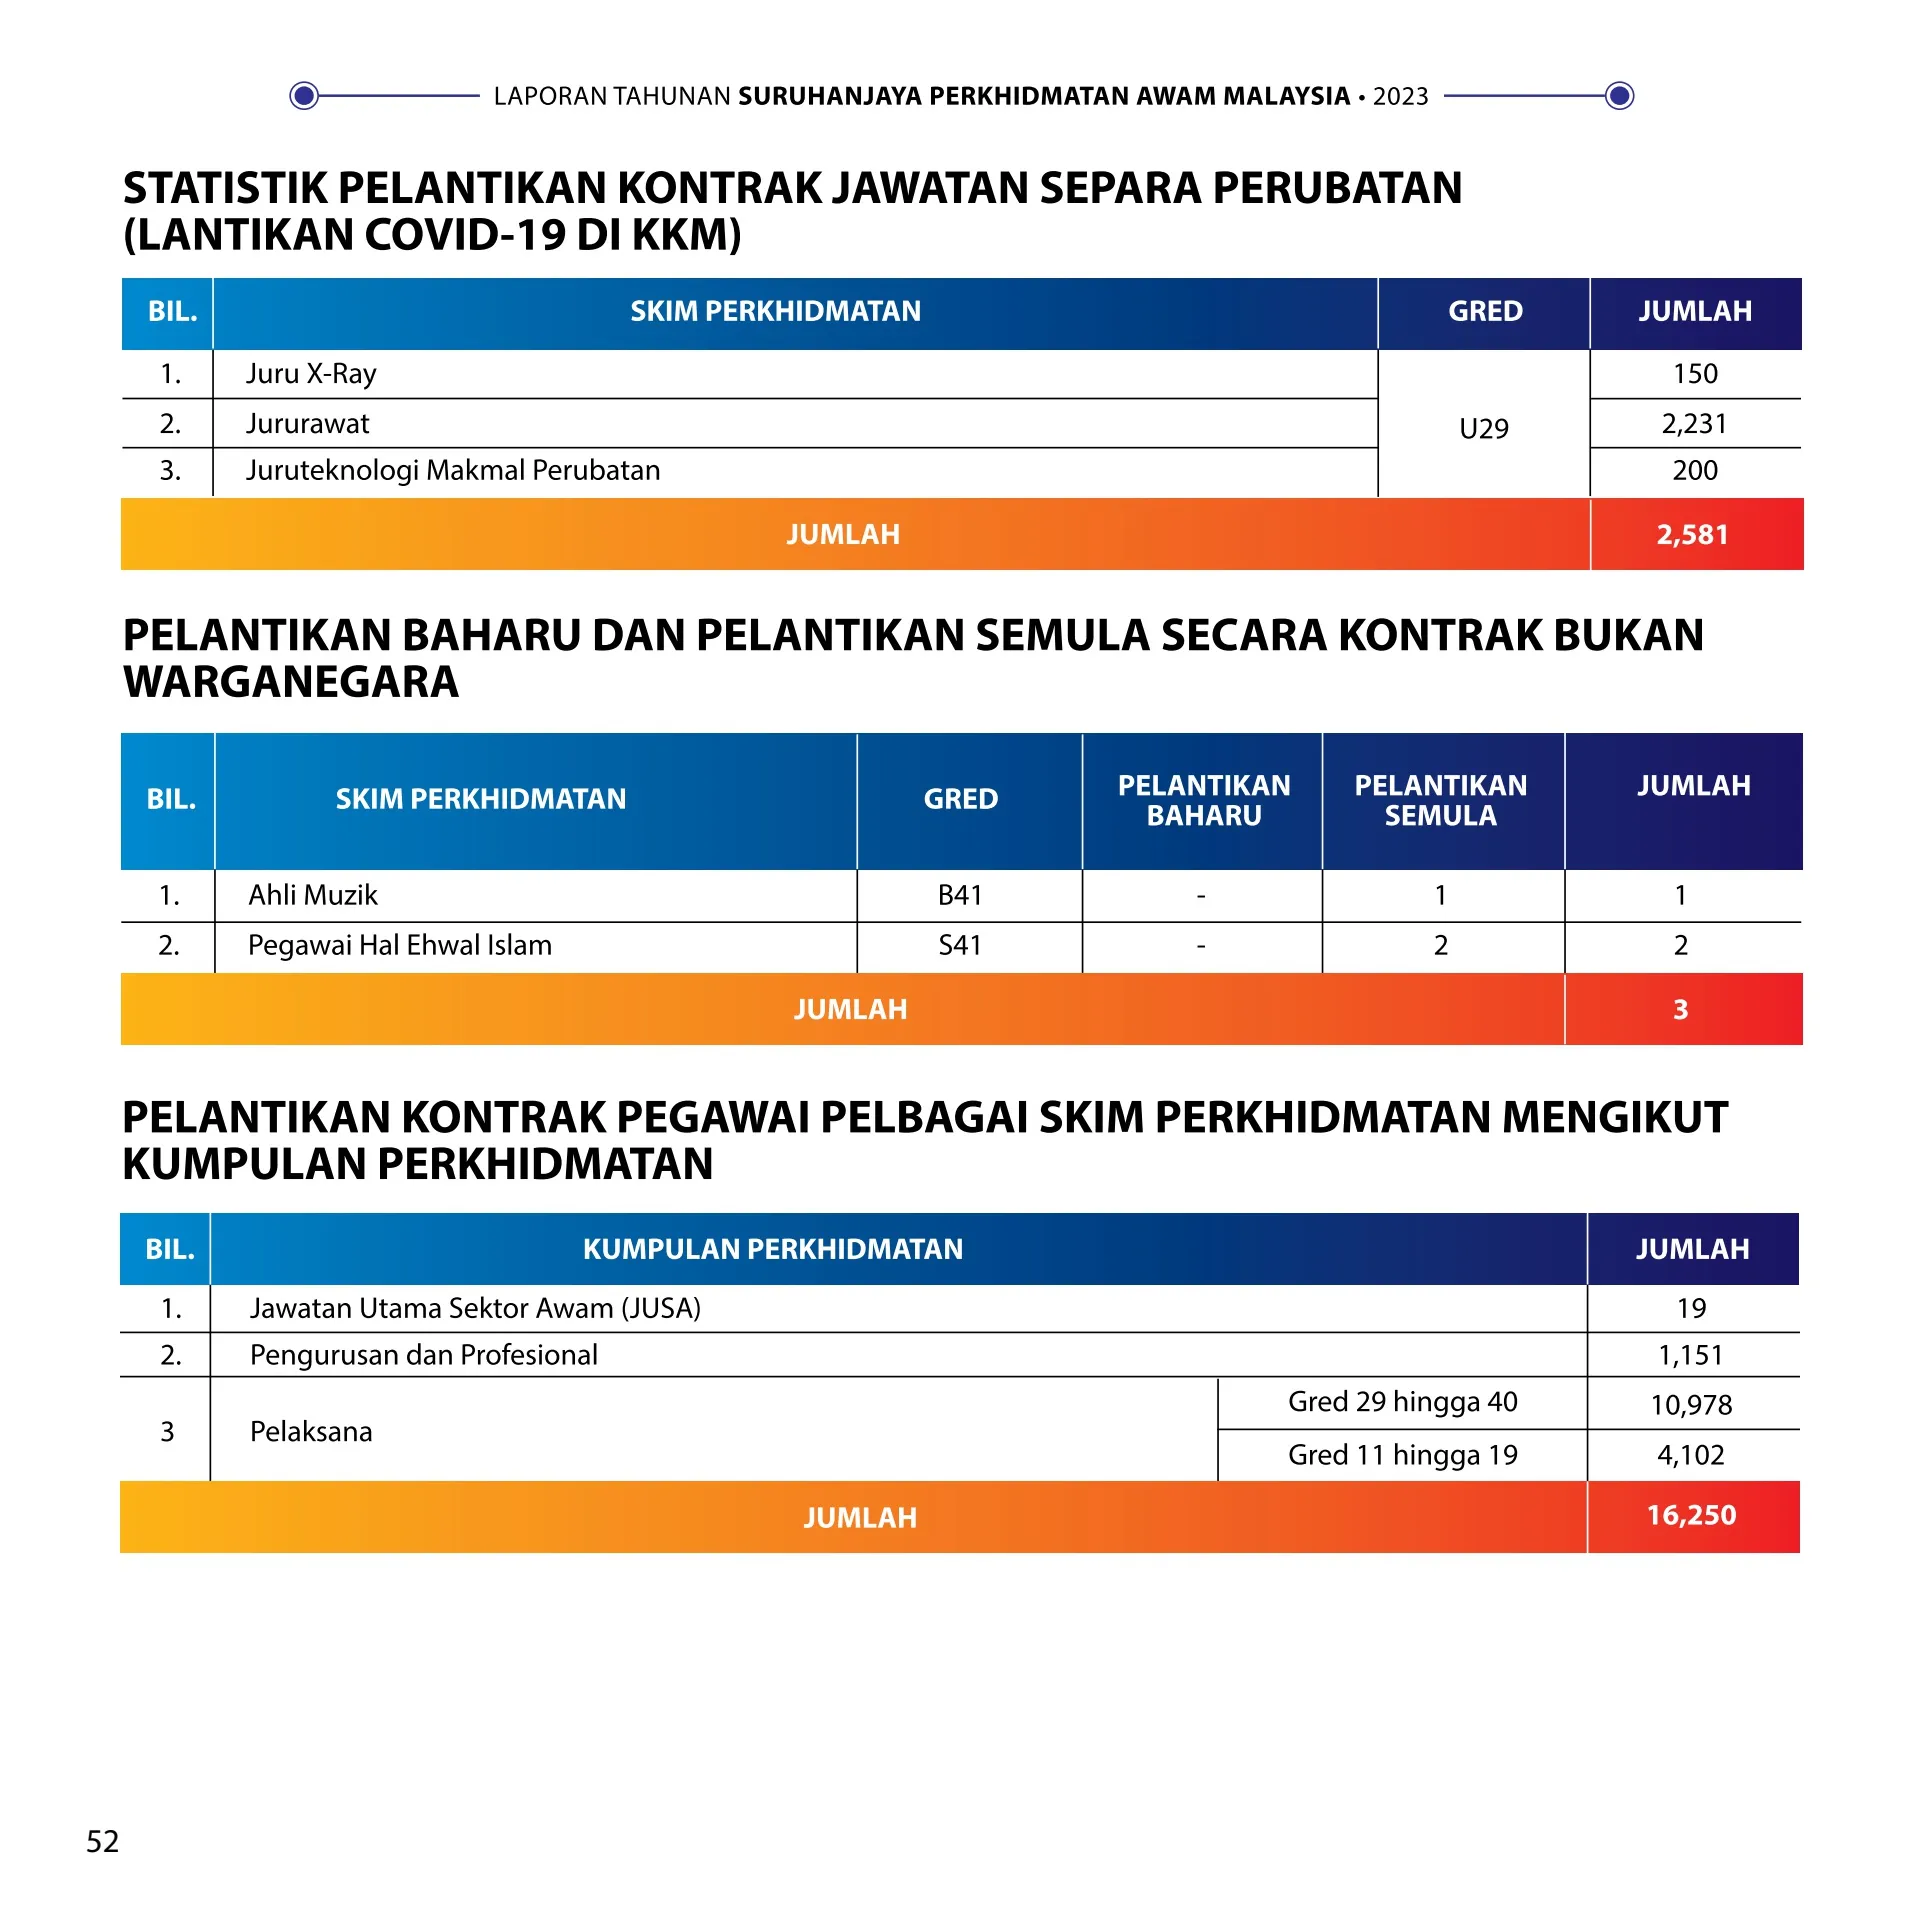 LAPORAN TAHUNAN SURUHANJAYA PERKHIDMATAN AWAM MALAYSIA • 2023
STATISTIK PELANTIKAN KONTRAK JAWATAN SEPARA PERUBATAN
(LANTIKAN COVID-19 DI KKM)
BIL. SKIM PERKHIDMATAN GRED JUMLAH
1. Juru X-Ray 150
2. Jururawat U29 2,231
3. Juruteknologi Makmal Perubatan 200
JUMLAH 2,581
PELANTIKAN BAHARU DAN PELANTIKAN SEMULA SECARA KONTRAK BUKAN
WARGANEGARA
BIL. SKIM PERKHIDMATAN GRED PELANTIKAN BAHARU PELANTIKAN SEMULA JUMLAH
1. Ahli Muzik B41 - 1 1
2. Pegawai Hal Ehwal Islam S41 - 2 2
JUMLAH 3
PELANTIKAN KONTRAK PEGAWAI PELBAGAI SKIM PERKHIDMATAN MENGIKUT
KUMPULAN PERKHIDMATAN
BIL. KUMPULAN PERKHIDMATAN JUMLAH
1. Jawatan Utama Sektor Awam (JUSA) 19
2. Pengurusan dan Profesional 1,151
3 Pelaksana Gred 29 hingga 40 10,978
Gred 11 hingga 19 4,102
JUMLAH 16,250
52